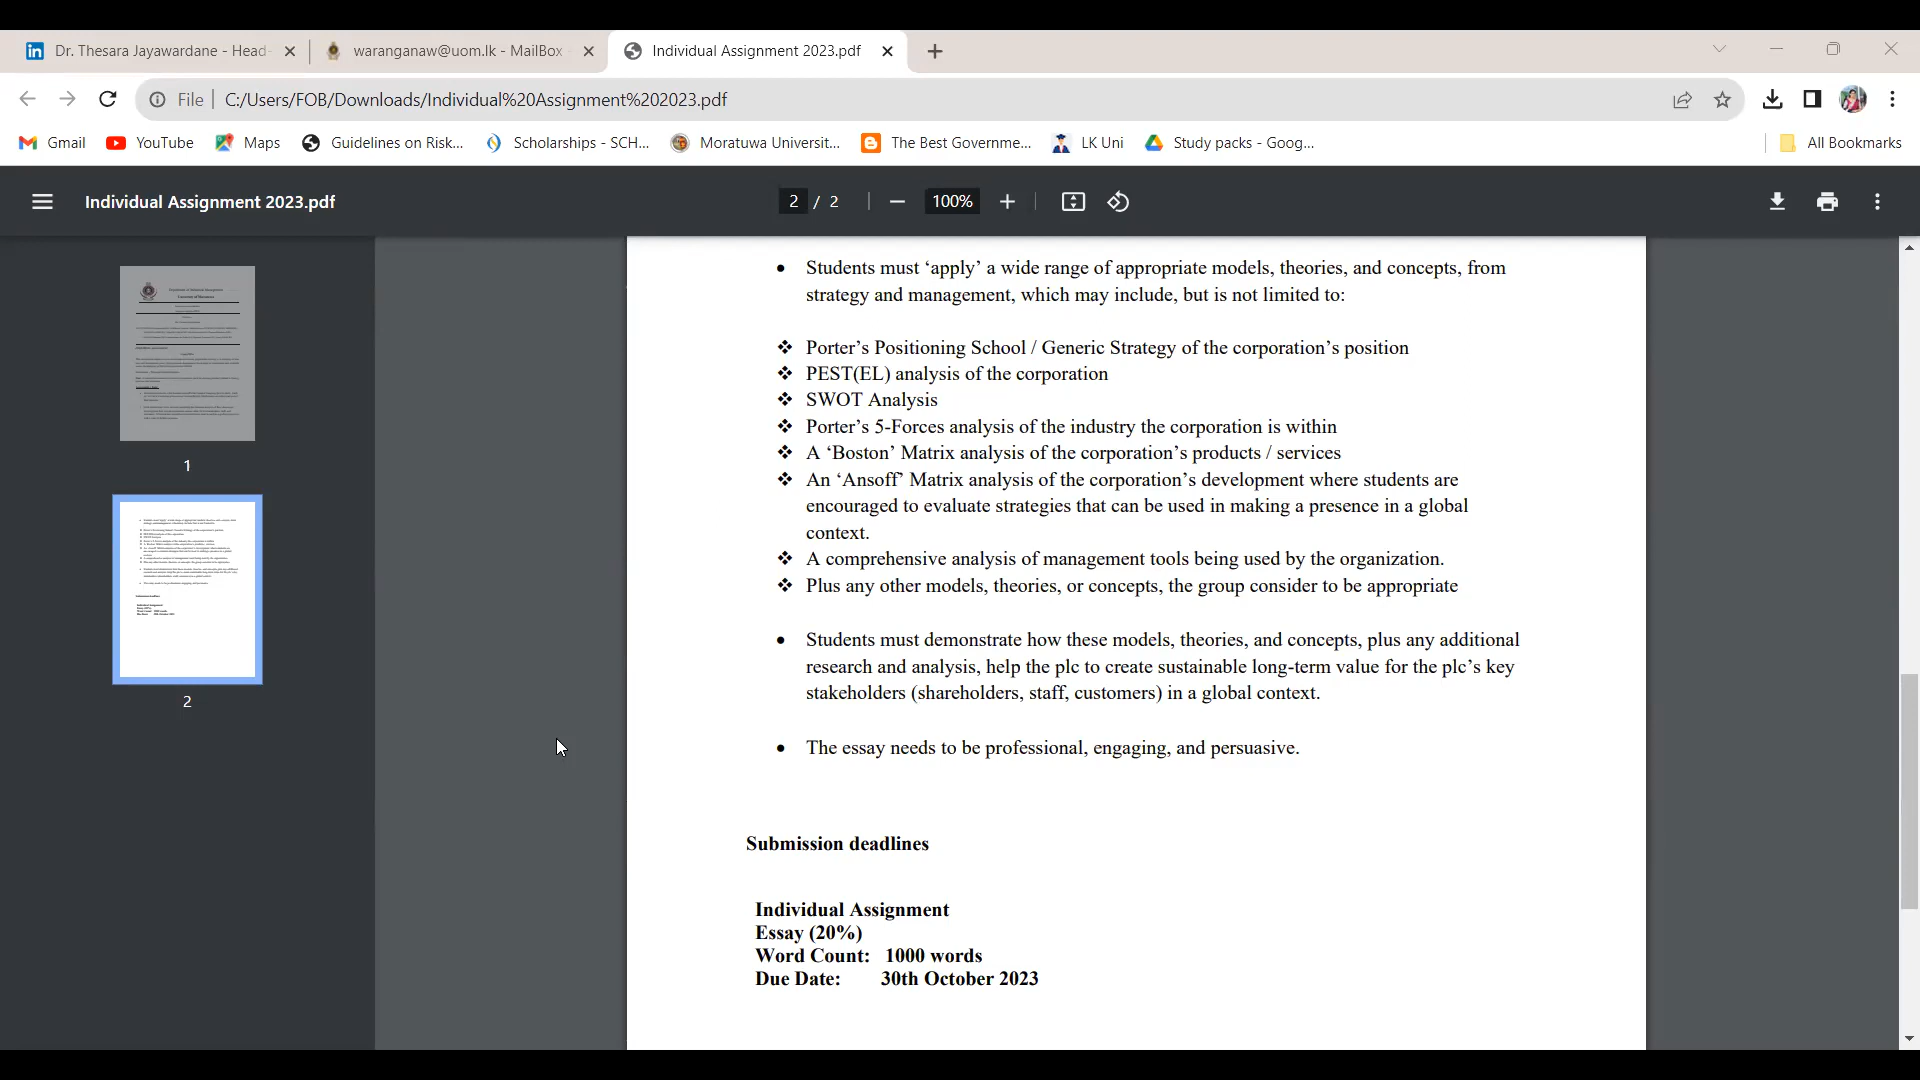 Dr. Thesara Jayawardane - Head-
waranganaw@uom.lk - MailBox
Individual Assignment 2023.pdf
File
C:/Users/FOB/Downloads/Individual%20Assignment%202023.pdf
Gmail
YouTube
Maps
Guidelines on Risk...
Scholarships - SCH...
Moratuwa Universit...
The Best Governme...
LK Uni
Study packs - Goog...
All Bookmarks
Individual Assignment 2023.pdf
2 / 2
100%
1
2
• Students must ‘apply’ a wide range of appropriate models, theories, and concepts, from
strategy and management, which may include, but is not limited to:
❖ Porter’s Positioning School / Generic Strategy of the corporation’s position
❖ PEST(EL) analysis of the corporation
❖ SWOT Analysis
❖ Porter’s 5-Forces analysis of the industry the corporation is within
❖ A ‘Boston’ Matrix analysis of the corporation’s products / services
❖ An ‘Ansoff’ Matrix analysis of the corporation’s development where students are
encouraged to evaluate strategies that can be used in making a presence in a global
context.
❖ A comprehensive analysis of management tools being used by the organization.
❖ Plus any other models, theories, or concepts, the group consider to be appropriate
• Students must demonstrate how these models, theories, and concepts, plus any additional
research and analysis, help the plc to create sustainable long-term value for the plc’s key
stakeholders (shareholders, staff, customers) in a global context.
• The essay needs to be professional, engaging, and persuasive.
Submission deadlines
Individual Assignment
Essay (20%)
Word Count: 1000 words
Due Date: 30th October 2023